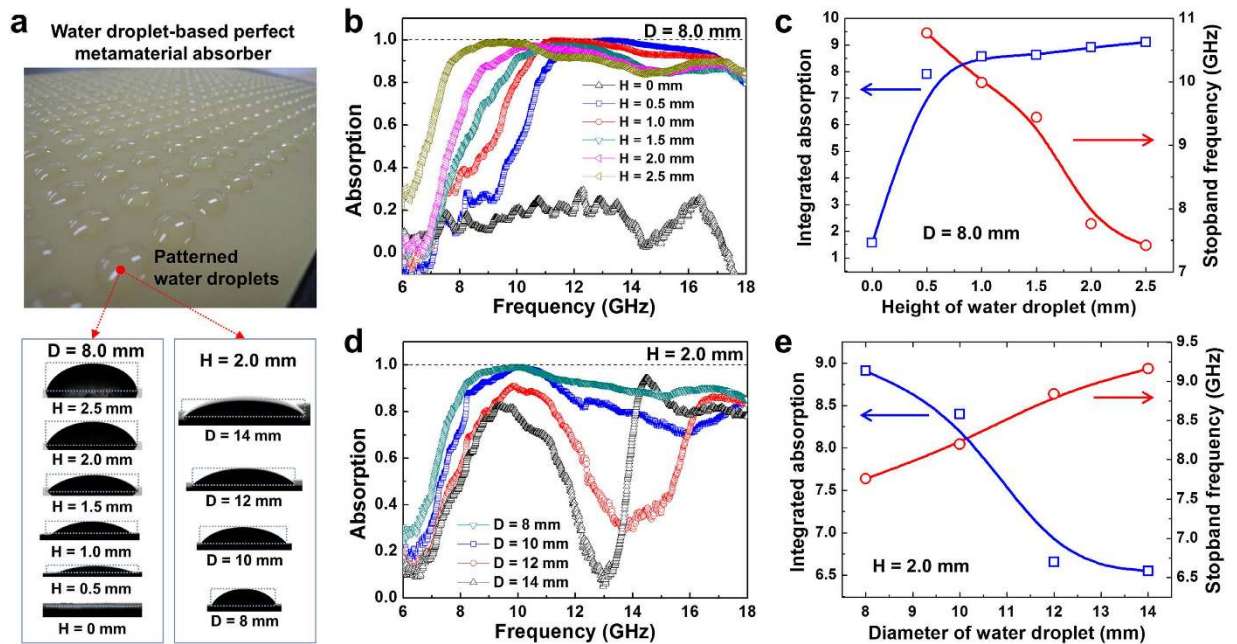 a
Water droplet-based perfect
metamaterial absorber
Patterned
water droplets
D = 8.0 mm
H = 2.5 mm
H = 2.0 mm
H = 1.5 mm
H = 1.0 mm
H = 0.5 mm
H = 0 mm
H = 2.0 mm
D = 14 mm
D = 12 mm
D = 10 mm
D = 8 mm
b
D = 8.0 mm
1.0
0.8
0.6
0.4
0.2
0.0
Absorption
H = 0 mm
H = 0.5 mm
H = 1.0 mm
H = 1.5 mm
H = 2.0 mm
H = 2.5 mm
6 8 10 12 14 16 18
Frequency (GHz)
c
10
9
8
7
6
5
4
3
2
1
Integrated absorption
11
10
9
8
7
Stopband frequency (GHz)
D = 8.0 mm
0.0 0.5 1.0 1.5 2.0 2.5
Height of water droplet (mm)
d
H = 2.0 mm
1.0
0.8
0.6
0.4
0.2
0.0
Absorption
D = 8 mm
D = 10 mm
D = 12 mm
D = 14 mm
6 8 10 12 14 16 18
Frequency (GHz)
e
9.0
8.5
8.0
7.5
7.0
6.5
Integrated absorption
9.5
9.0
8.5
8.0
7.5
7.0
6.5
Stopband frequency (GHz)
H = 2.0 mm
8 9 10 11 12 13 14
Diameter of water droplet (mm)